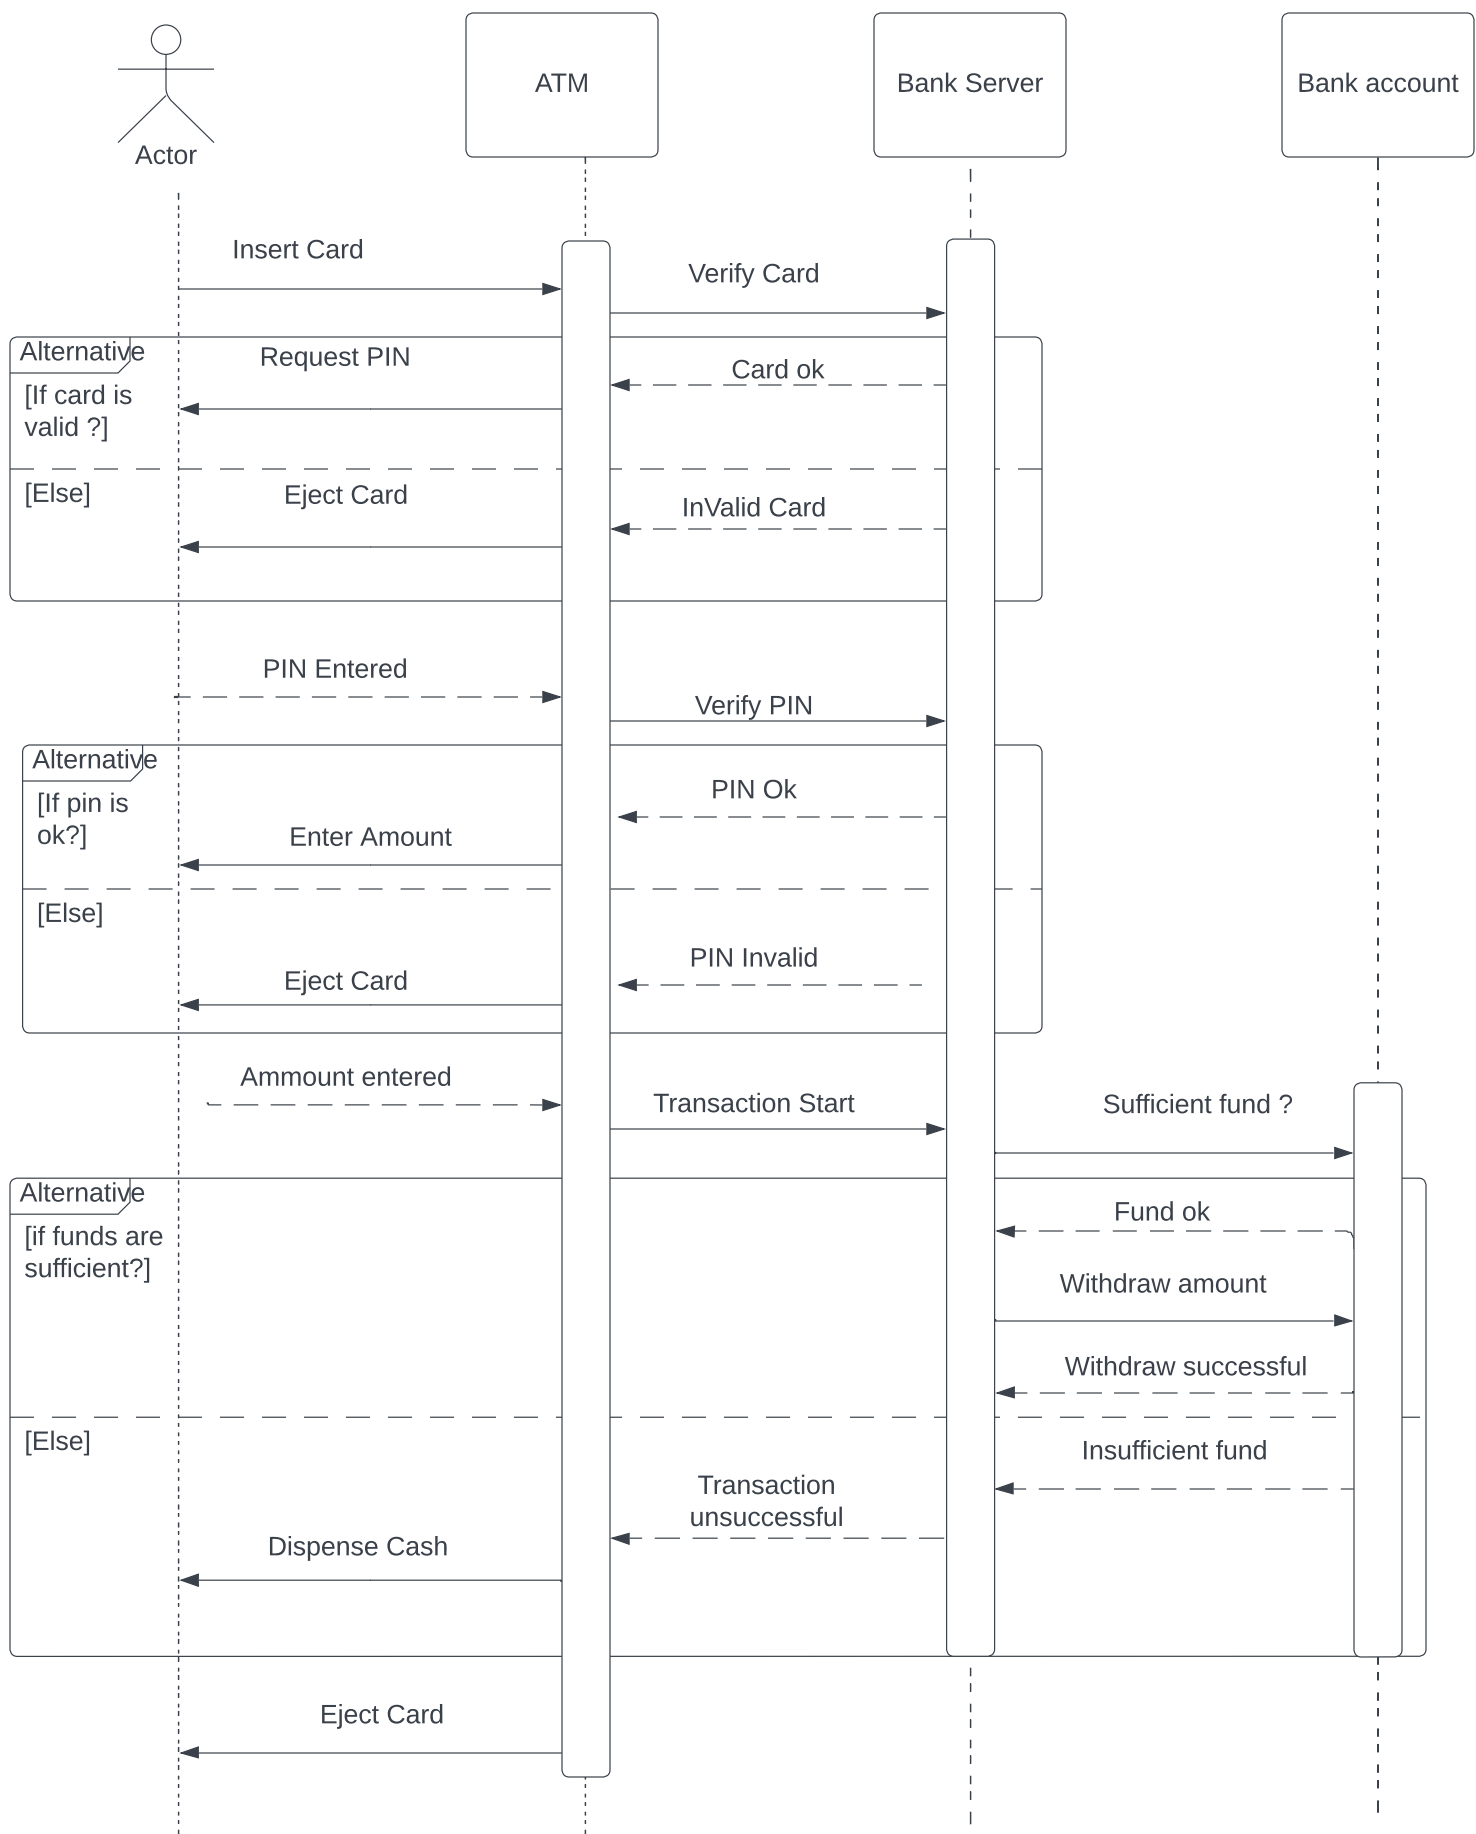 Actor
ATM
Bank Server
Bank account
Insert Card
Verify Card
Alternative
Request PIN
Card ok
[If card is
valid ?]
[Else]
Eject Card
InValid Card
PIN Entered
Verify PIN
Alternative
[If pin is
ok?]
PIN Ok
Enter Amount
[Else]
PIN Invalid
Eject Card
Ammount entered
Transaction Start
Sufficient fund ?
Alternative
[if funds are
sufficient?]
Fund ok
Withdraw amount
Withdraw successful
[Else]
Insufficient fund
Transaction
unsuccessful
Dispense Cash
Eject Card